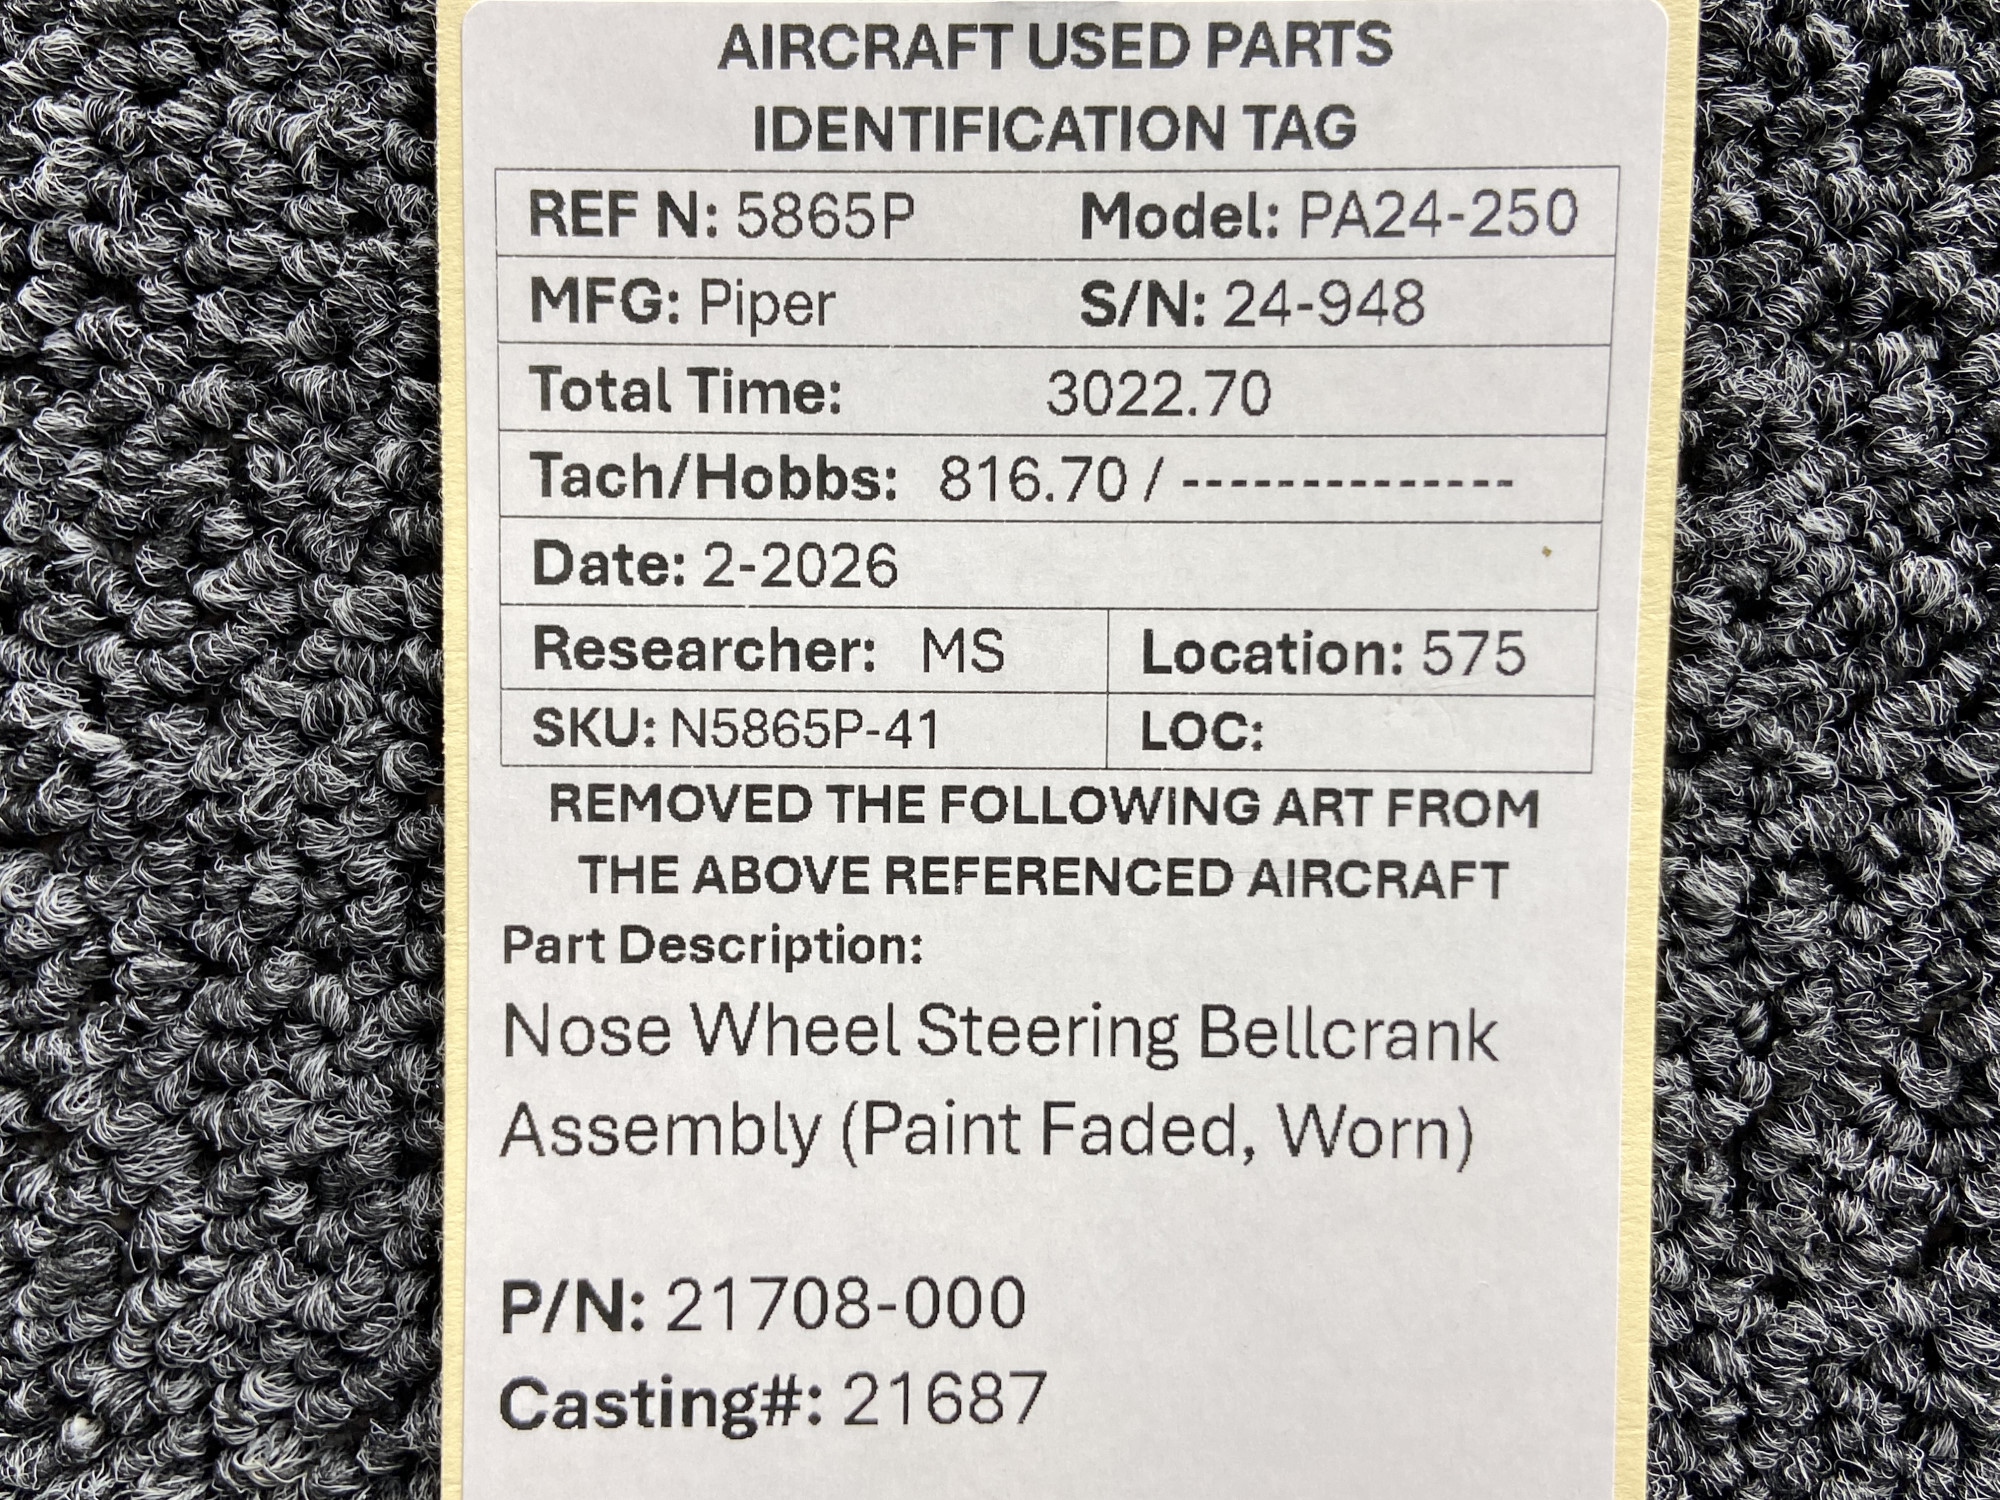 AIRCRAFT USED PARTS
IDENTIFICATION TAG
REF N: 5865P Model: PA24-250
MFG: Piper S/N: 24-948
Total Time: 3022.70
Tach/Hobbs: 816.70 / --------------
Date: 2-2026
Researcher: MS Location: 575
SKU: N5865P-41 LOC:
REMOVED THE FOLLOWING ART FROM
THE ABOVE REFERENCED AIRCRAFT
Part Description:
Nose Wheel Steering Bellcrank
Assembly (Paint Faded, Worn)
P/N: 21708-000
Casting#: 21687